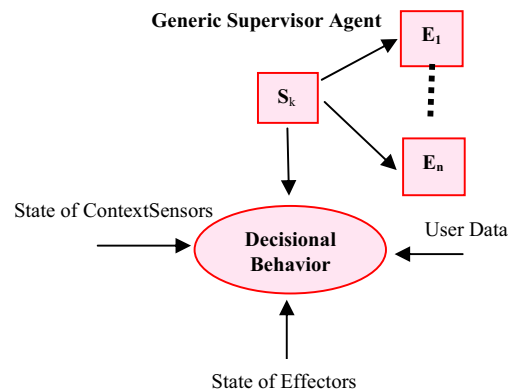 Generic Supervisor Agent
E1
Sk
En
State of ContextSensors
User Data
Decisional
Behavior
State of Effectors